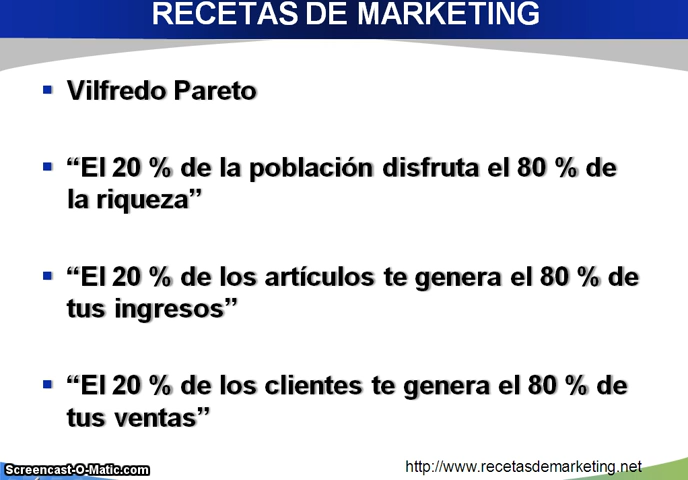 RECETAS DE MARKETING
Vilfredo Pareto
“El 20 % de la población disfruta el 80 % de
la riqueza”
“El 20 % de los artículos te genera el 80 % de
tus ingresos”
“El 20 % de los clientes te genera el 80 % de
tus ventas”
http://www.recetasdemarketing.net
Screencast-O-Matic.com